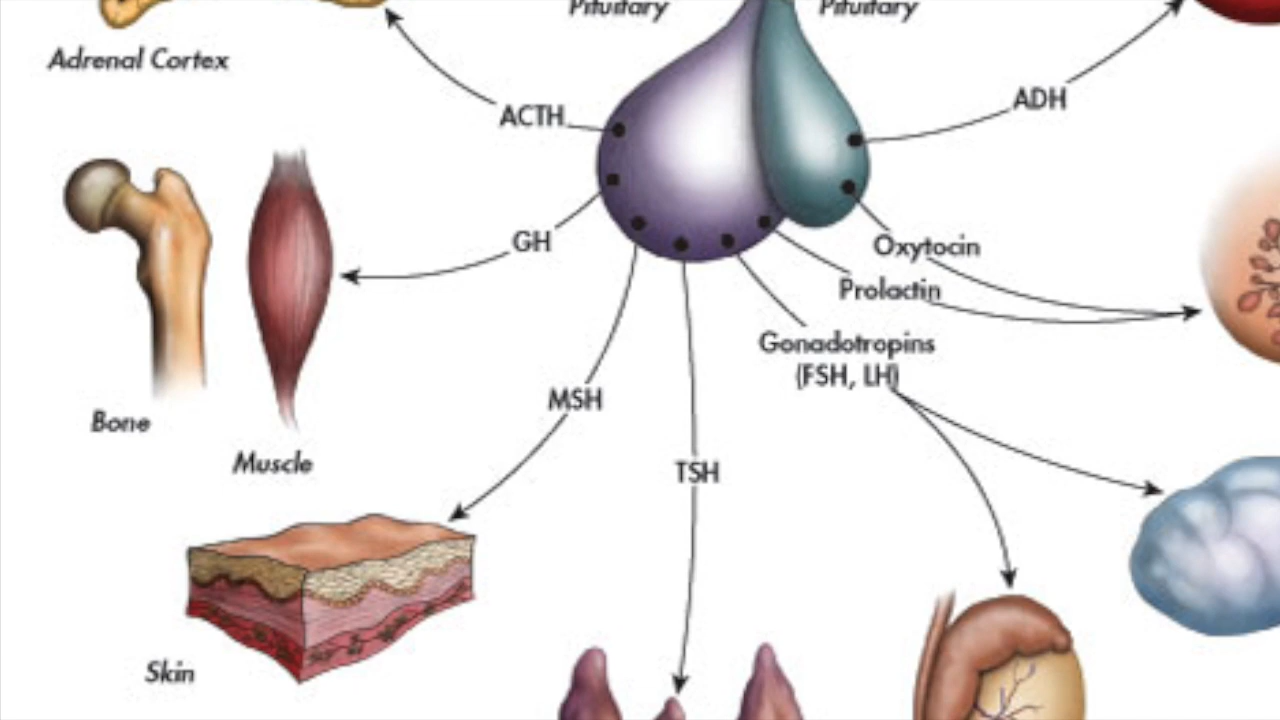 Pituitary
Pituitary
Adrenal Cortex
ACTH
ADH
GH
Oxytocin
Prolactin
Gonadotropins
(FSH, LH)
MSH
Bone
Muscle
TSH
Skin